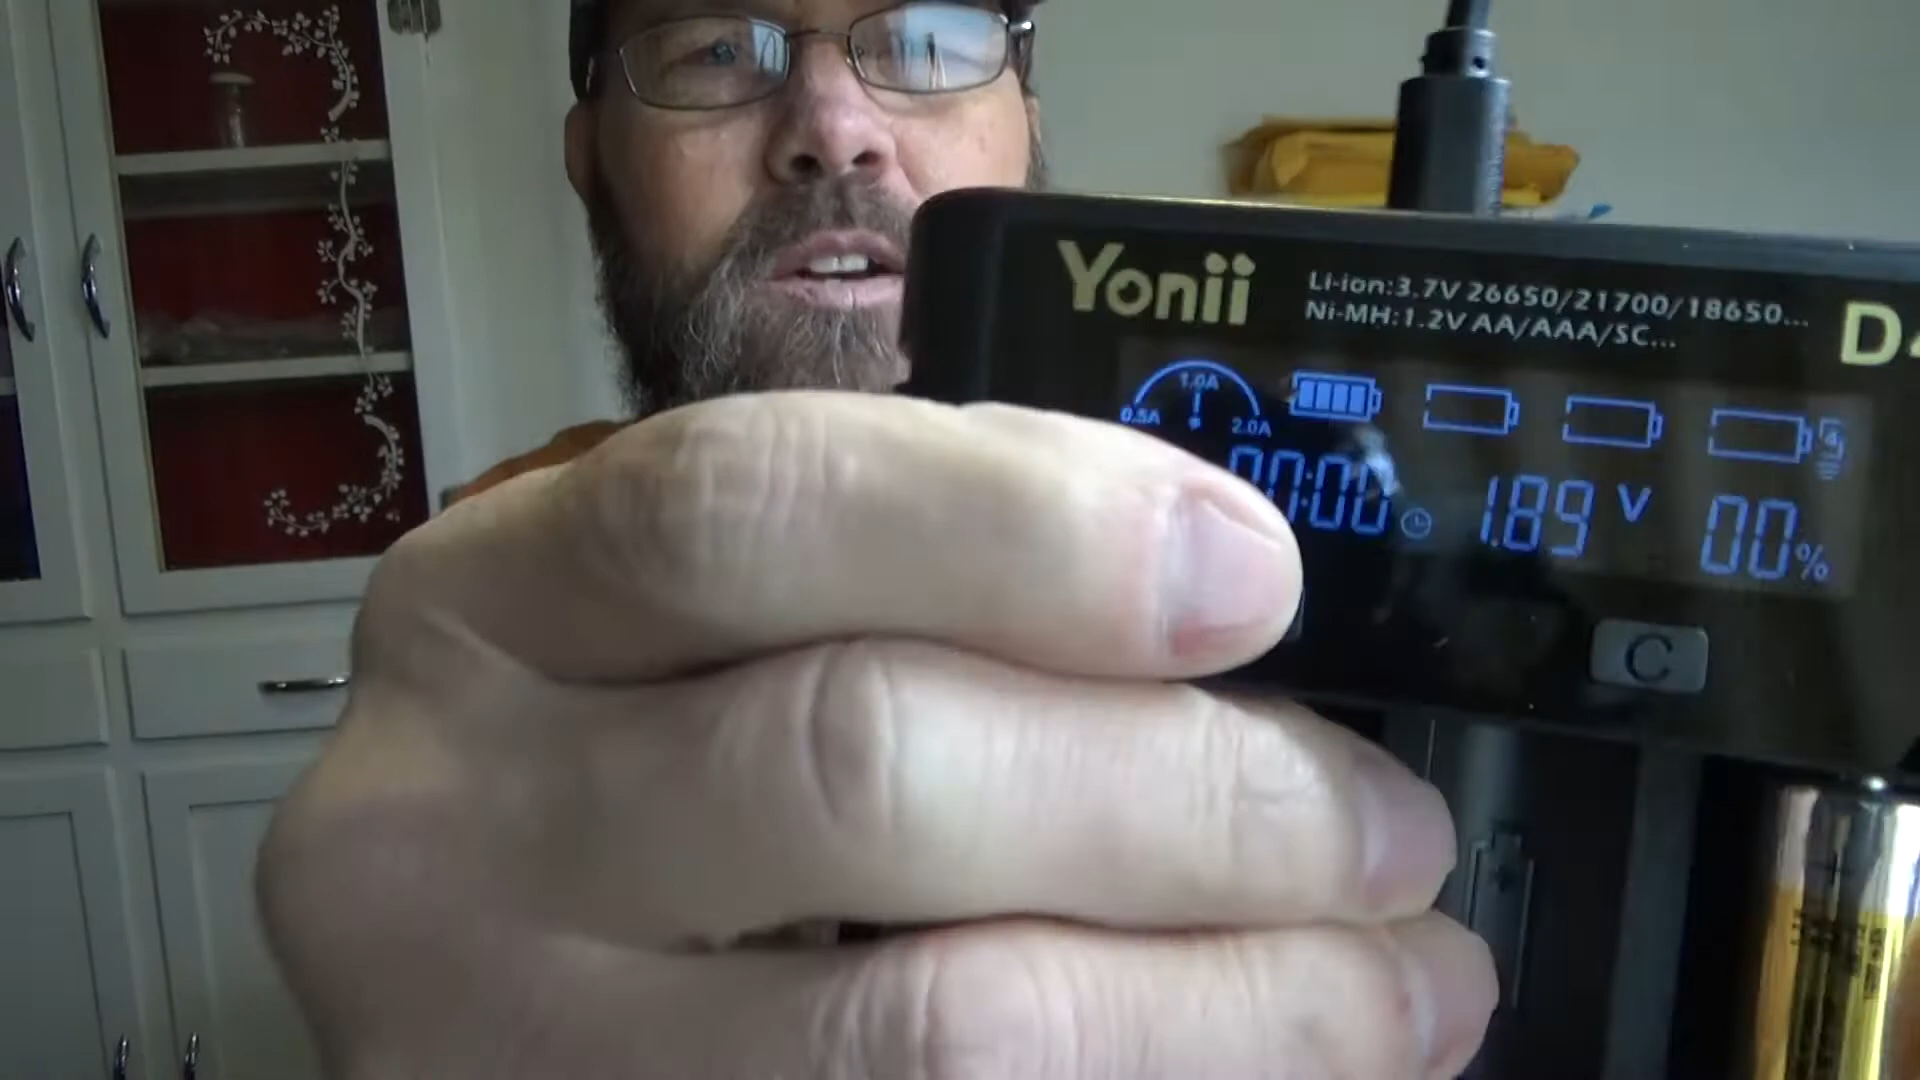 Yonii
Li-ion:3.7V 26650/21700/18650...
Ni-MH:1.2V AA/AAA/SC...
D4
0.5A
1.0A
2.0A
00:00
1.89 V
00%
C